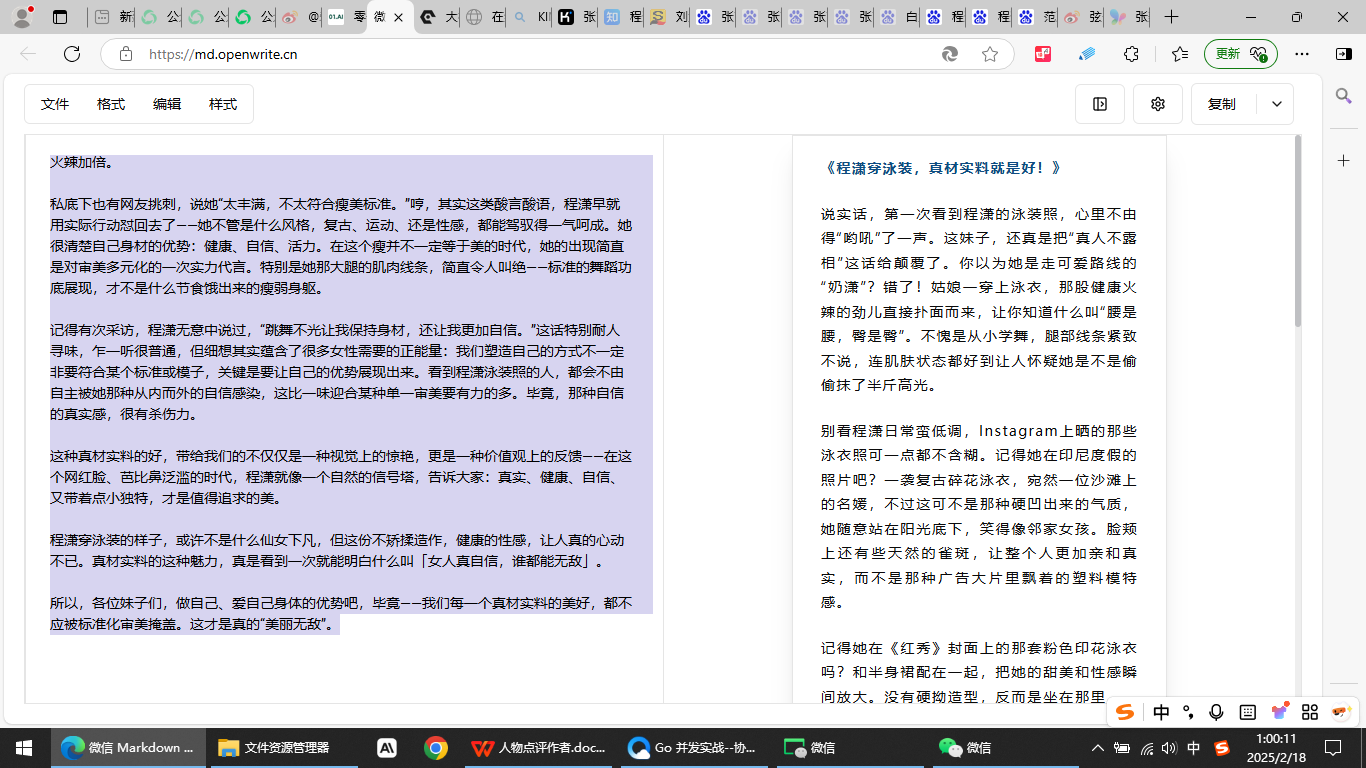 新
公
公
公
@
01.AI 零
微
大
在
KI
张
程
刘
张
张
张
张
白
程
程
范
弦
张
https://md.openwrite.cn
更新
文件 格式 编辑 样式
复制
火辣加倍。
私底下也有网友挑刺，说她“太丰满，不太符合瘦美标准。”哼，其实这类酸言酸语，程潇早就
用实际行动怼回去了——她不管是什么风格，复古、运动、还是性感，都能驾驭得一气呵成。她
很清楚自己身材的优势：健康、自信、活力。在这个瘦并不一定等于美的时代，她的出现简直
是对审美多元化的一次实力代言。特别是她那大腿的肌肉线条，简直令人叫绝——标准的舞蹈功
底展现，才不是什么节食饿出来的瘦弱身躯。
记得有次采访，程潇无意中说过，“跳舞不光让我保持身材，还让我更加自信。”这话特别耐人
寻味，乍一听很普通，但细想其实蕴含了很多女性需要的正能量：我们塑造自己的方式不一定
非要符合某个标准或模子，关键是要让自己的优势展现出来。看到程潇泳装照的人，都会不由
自主被她那种从内而外的自信感染，这比一味迎合某种单一审美要有力的多。毕竟，那种自信
的真实感，很有杀伤力。
这种真材实料的好，带给我们的不仅仅是一种视觉上的惊艳，更是一种价值观上的反馈——在这
个网红脸、芭比鼻泛滥的时代，程潇就像一个自然的信号塔，告诉大家：真实、健康、自信、
又带着点小独特，才是值得追求的美。
程潇穿泳装的样子，或许不是什么仙女下凡，但这份不矫揉造作，健康的性感，让人真的心动
不已。真材实料的这种魅力，真是看到一次就能明白什么叫「女人真自信，谁都能无敌」。
所以，各位妹子们，做自己、爱自己身体的优势吧，毕竟——我们每一个真材实料的美好，都不
应被标准化审美掩盖。这才是真的“美丽无敌”。
《程潇穿泳装，真材实料就是好！》
说实话，第一次看到程潇的泳装照，心里不由
得“哟吼”了一声。这妹子，还真是把“真人不露
相”这话给颠覆了。你以为她是走可爱路线的
“奶潇”？错了！姑娘一穿上泳衣，那股健康火
辣的劲儿直接扑面而来，让你知道什么叫“腰是
腰，臀是臀”。不愧是从小学舞，腿部线条紧致
不说，连肌肤状态都好到让人怀疑她是不是偷
偷抹了半斤高光。
别看程潇日常蛮低调，Instagram上晒的那些
泳衣照可一点都不含糊。记得她在印尼度假的
照片吧？一袭复古碎花泳衣，宛然一位沙滩上
的名媛，不过这可不是那种硬凹出来的气质，
她随意站在阳光底下，笑得像邻家女孩。脸颊
上还有些天然的雀斑，让整个人更加亲和真
实，而不是那种广告大片里飘着的塑料模特
感。
记得她在《红秀》封面上的那套粉色印花泳衣
吗？和半身裙配在一起，把她的甜美和性感瞬
间放大。没有硬拗造型，反而是坐在那里
中
微信 Markdown ...
文件资源管理器
人物点评作者.doc...
Go 并发实战--协...
微信
微信
中
1:00:11
2025/2/18